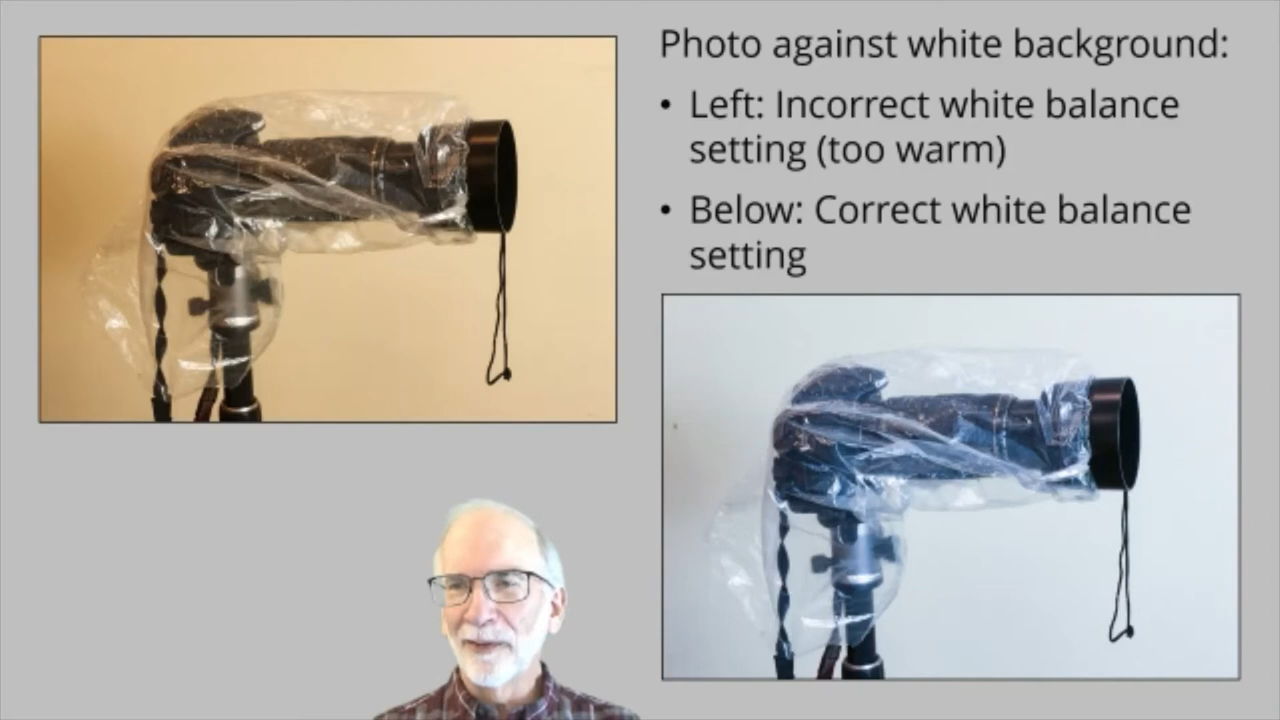 Photo against white background:
• Left: Incorrect white balance
setting (too warm)
• Below: Correct white balance
setting